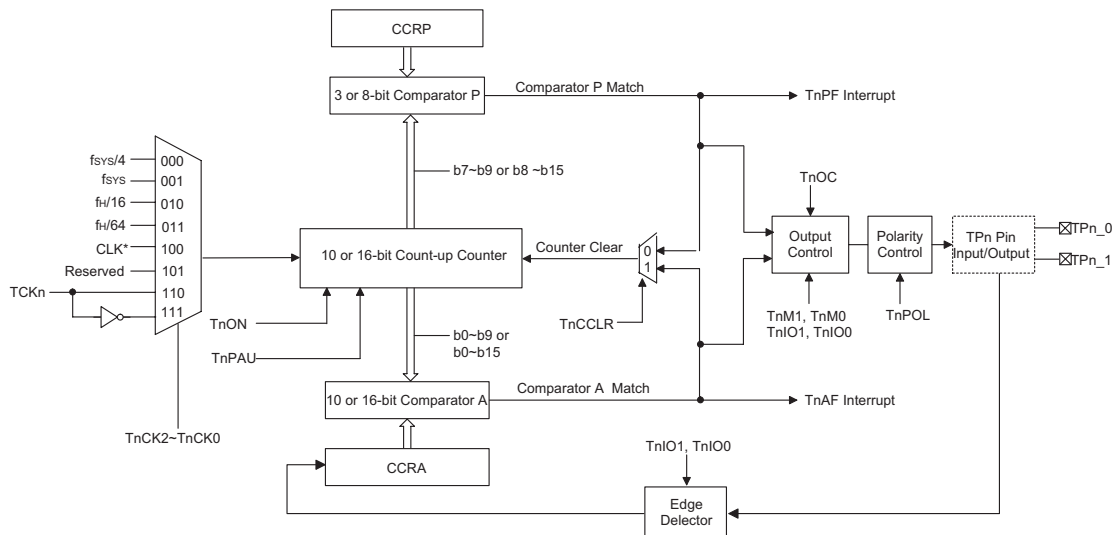 CCRP
3 or 8-bit Comparator P
Comparator P Match
TnPF Interrupt
b7~b9 or b8 ~b15
fSYS/4
000
fSYS
001
fH/16
010
fH/64
011
CLK*
100
Reserved
101
TCKn
110
111
TnCK2~TnCK0
10 or 16-bit Count-up Counter
Counter Clear
0
1
TnCCLR
TnON
TnPAU
b0~b9 or
b0~b15
TnOC
Output
Control
TnM1, TnM0
TnIO1, TnIO0
Polarity
Control
TnPOL
TPn Pin
Input/Output
TPn_0
TPn_1
10 or 16-bit Comparator A
Comparator A Match
TnAF Interrupt
CCRA
TnIO1, TnIO0
Edge
Delector